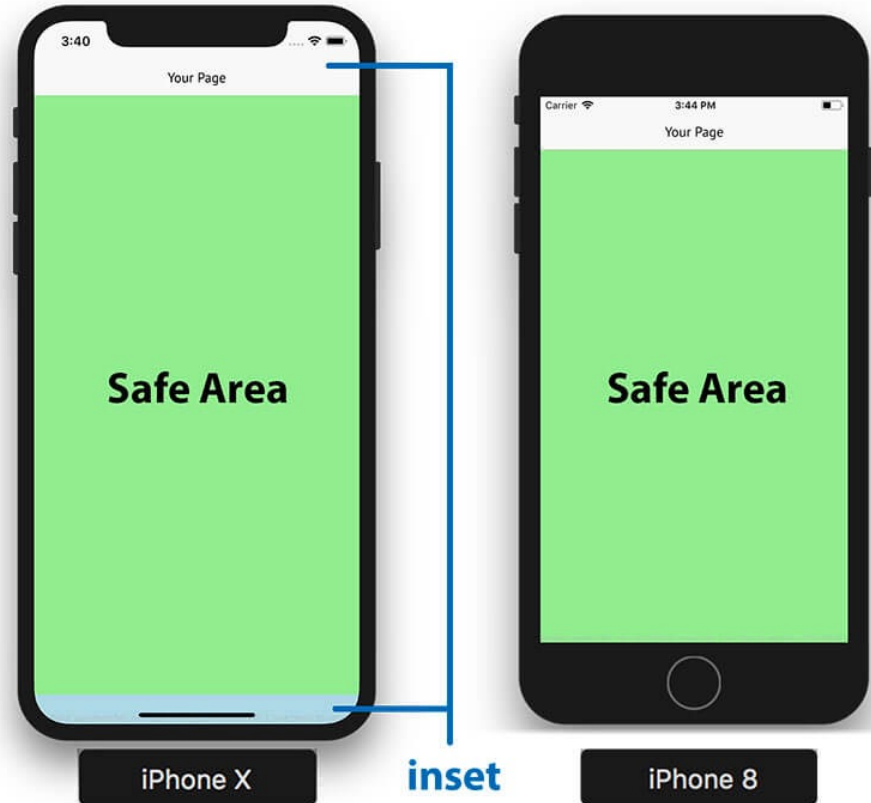 3:40
Your Page
Safe Area
iPhone X
inset
Carrier
3:44 PM
Your Page
Safe Area
iPhone 8